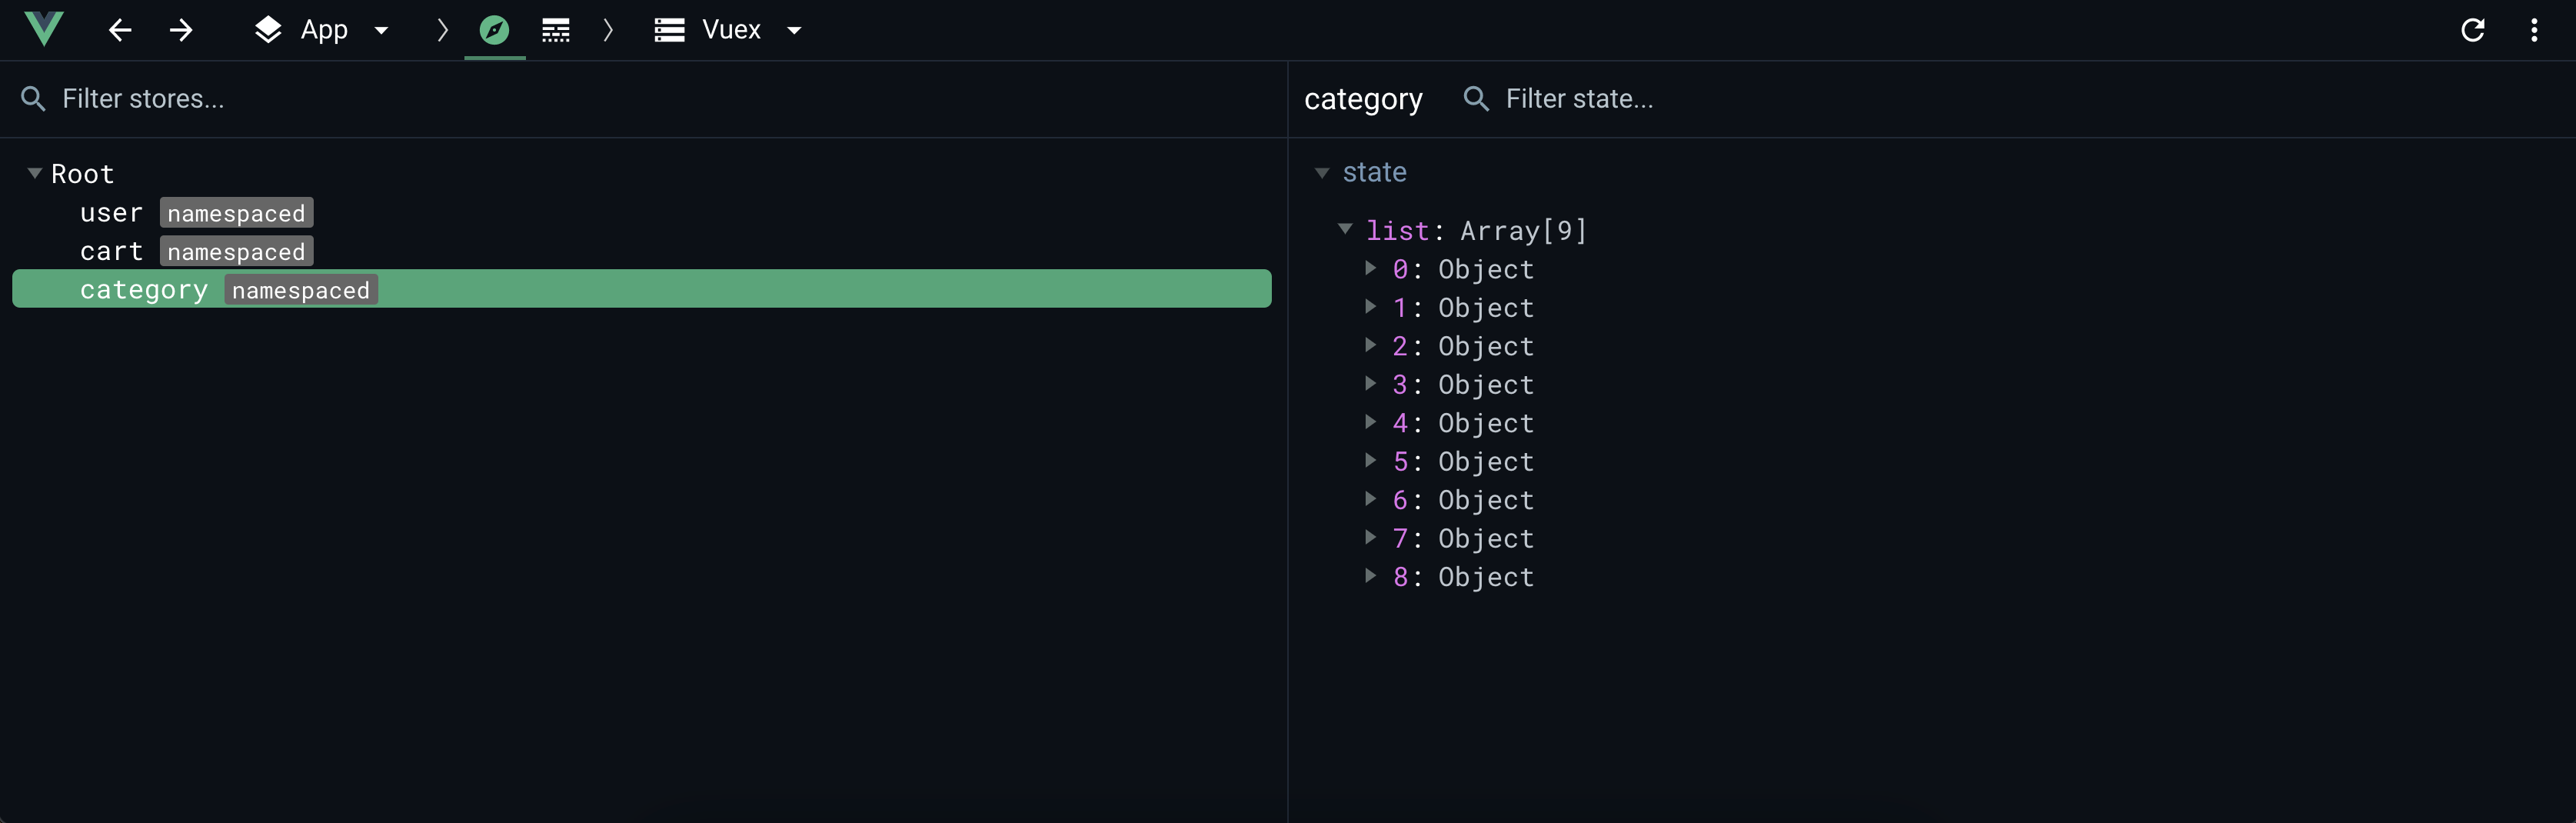 App
Vuex
Filter stores...
Root
user namespaced
cart namespaced
category namespaced
category
Filter state...
state
list: Array[9]
0: Object
1: Object
2: Object
3: Object
4: Object
5: Object
6: Object
7: Object
8: Object